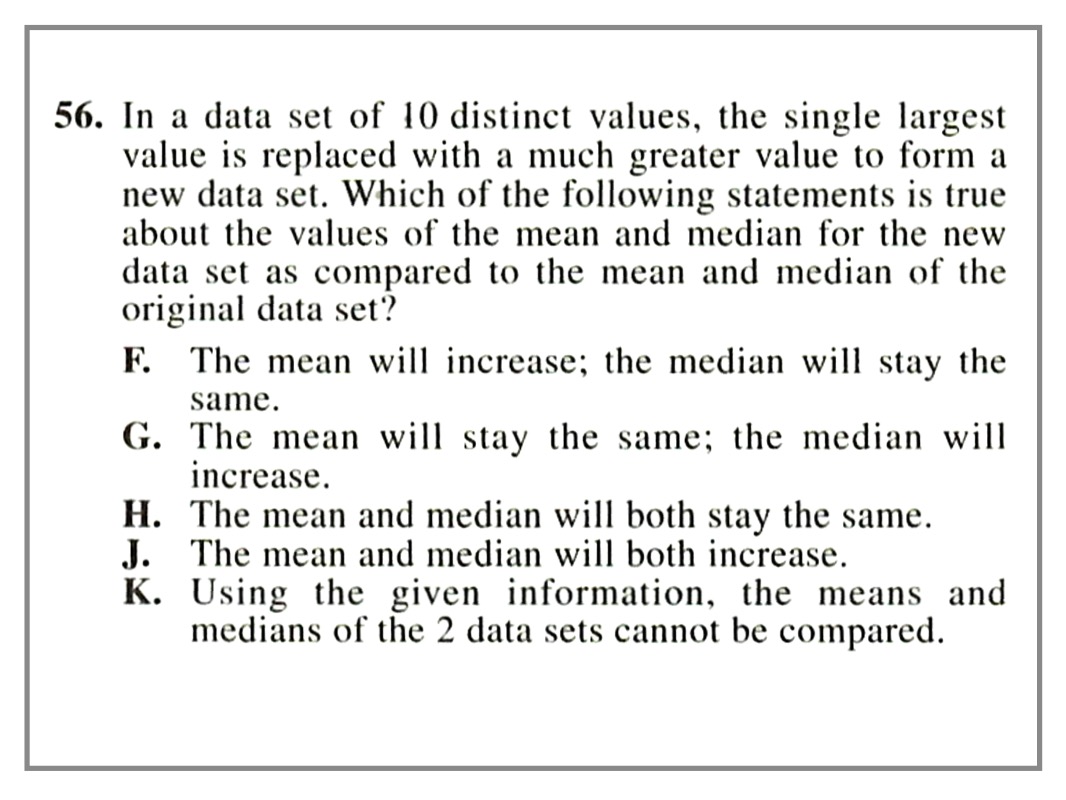 56. In a data set of 10 distinct values, the single largest
value is replaced with a much greater value to form a
new data set. Which of the following statements is true
about the values of the mean and median for the new
data set as compared to the mean and median of the
original data set?
F. The mean will increase; the median will stay the
same.
G. The mean will stay the same; the median will
increase.
H. The mean and median will both stay the same.
J. The mean and median will both increase.
K. Using the given information, the means and
medians of the 2 data sets cannot be compared.